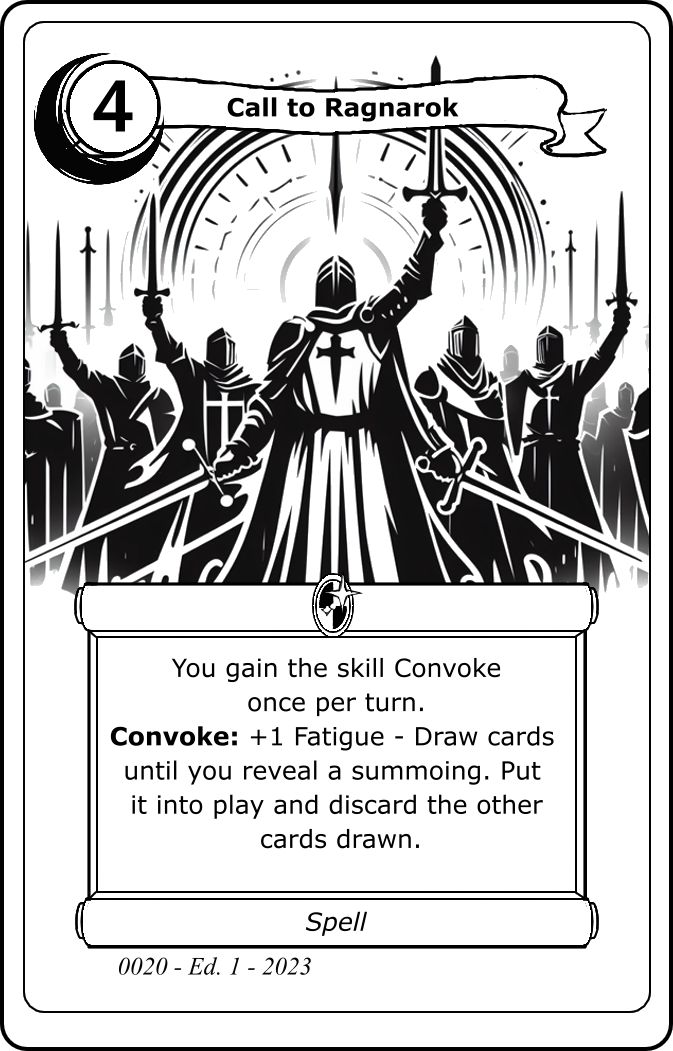 4
Call to Ragnarok
You gain the skill Convoke
once per turn.
Convoke: +1 Fatigue - Draw cards
until you reveal a summoing. Put
it into play and discard the other
cards drawn.
Spell
0020 - Ed. 1 - 2023